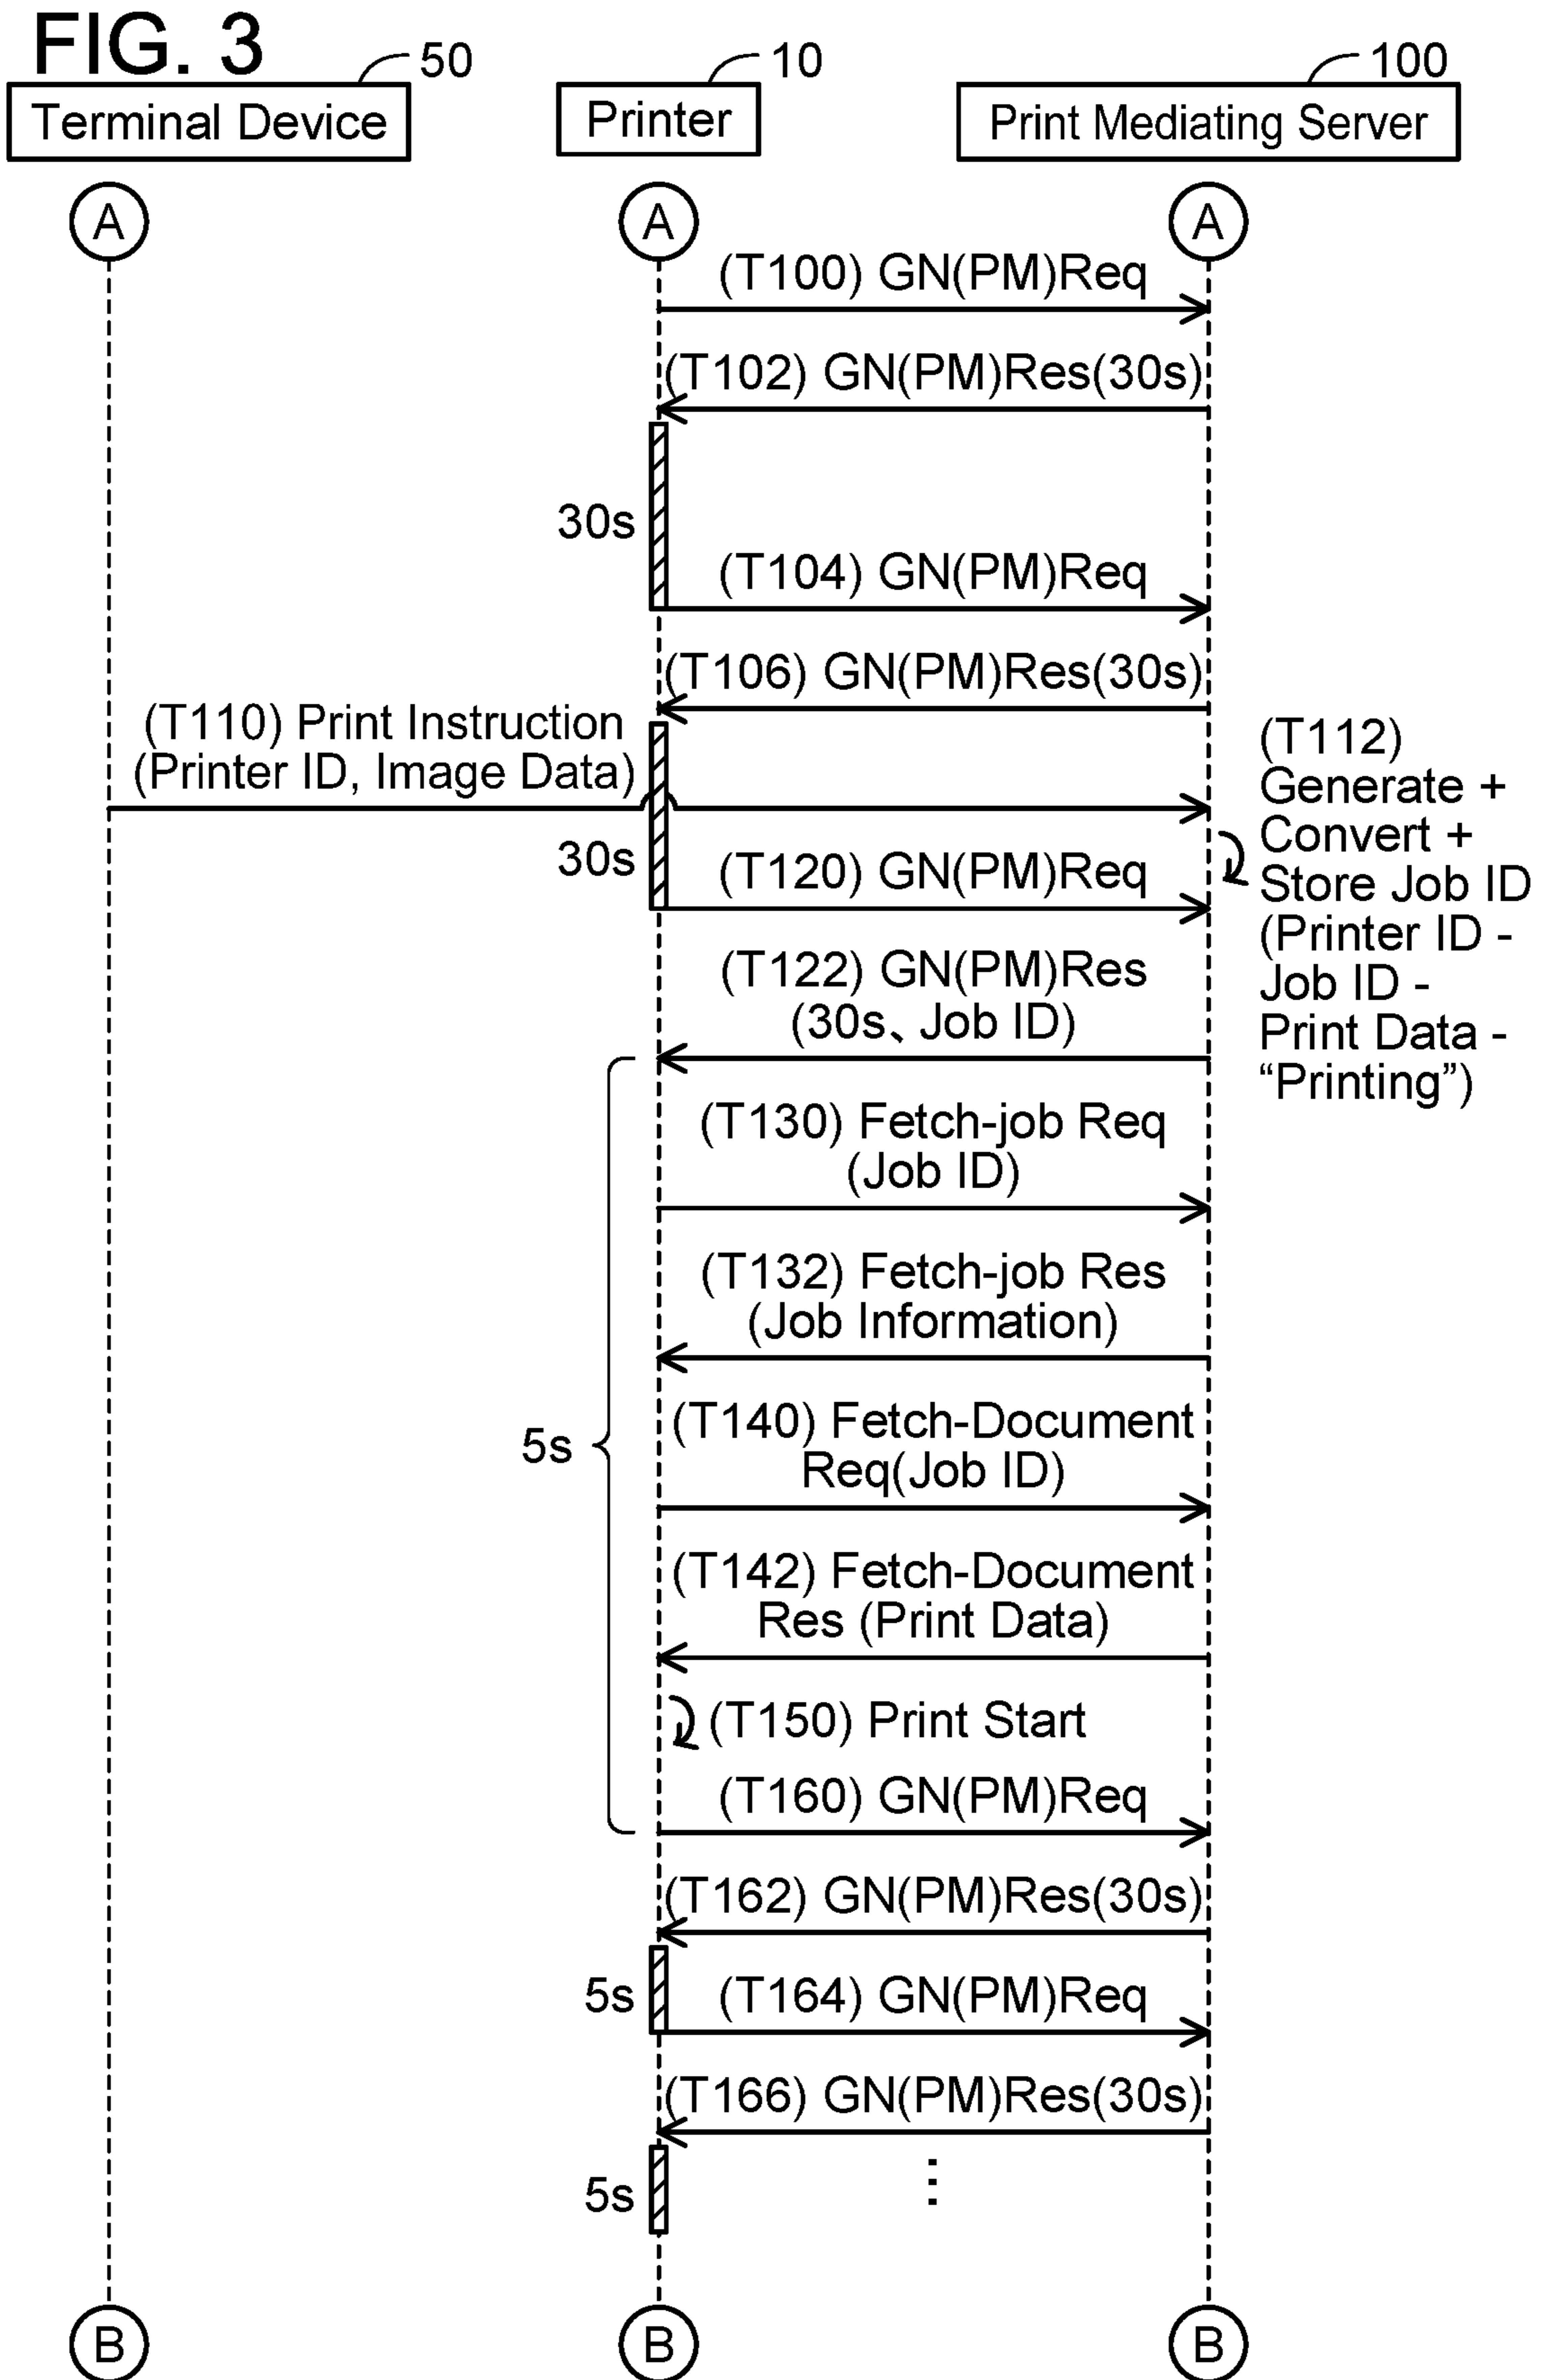 FIG. 3
50
10
100
Terminal Device
Printer
Print Mediating Server
A
A
A
(T100) GN(PM)Req
(T102) GN(PM)Res(30s)
30s
(T104) GN(PM)Req
(T106) GN(PM)Res(30s)
(T110) Print Instruction
(Printer ID, Image Data)
(T112)
Generate +
Convert +
Store Job ID
(Printer ID -
Job ID -
Print Data -
“Printing”)
30s
(T120) GN(PM)Req
(T122) GN(PM)Res
(30s、Job ID)
(T130) Fetch-job Req
(Job ID)
(T132) Fetch-job Res
(Job Information)
5s
(T140) Fetch-Document
Req(Job ID)
(T142) Fetch-Document
Res (Print Data)
(T150) Print Start
(T160) GN(PM)Req
(T162) GN(PM)Res(30s)
5s
(T164) GN(PM)Req
(T166) GN(PM)Res(30s)
5s
B
B
B